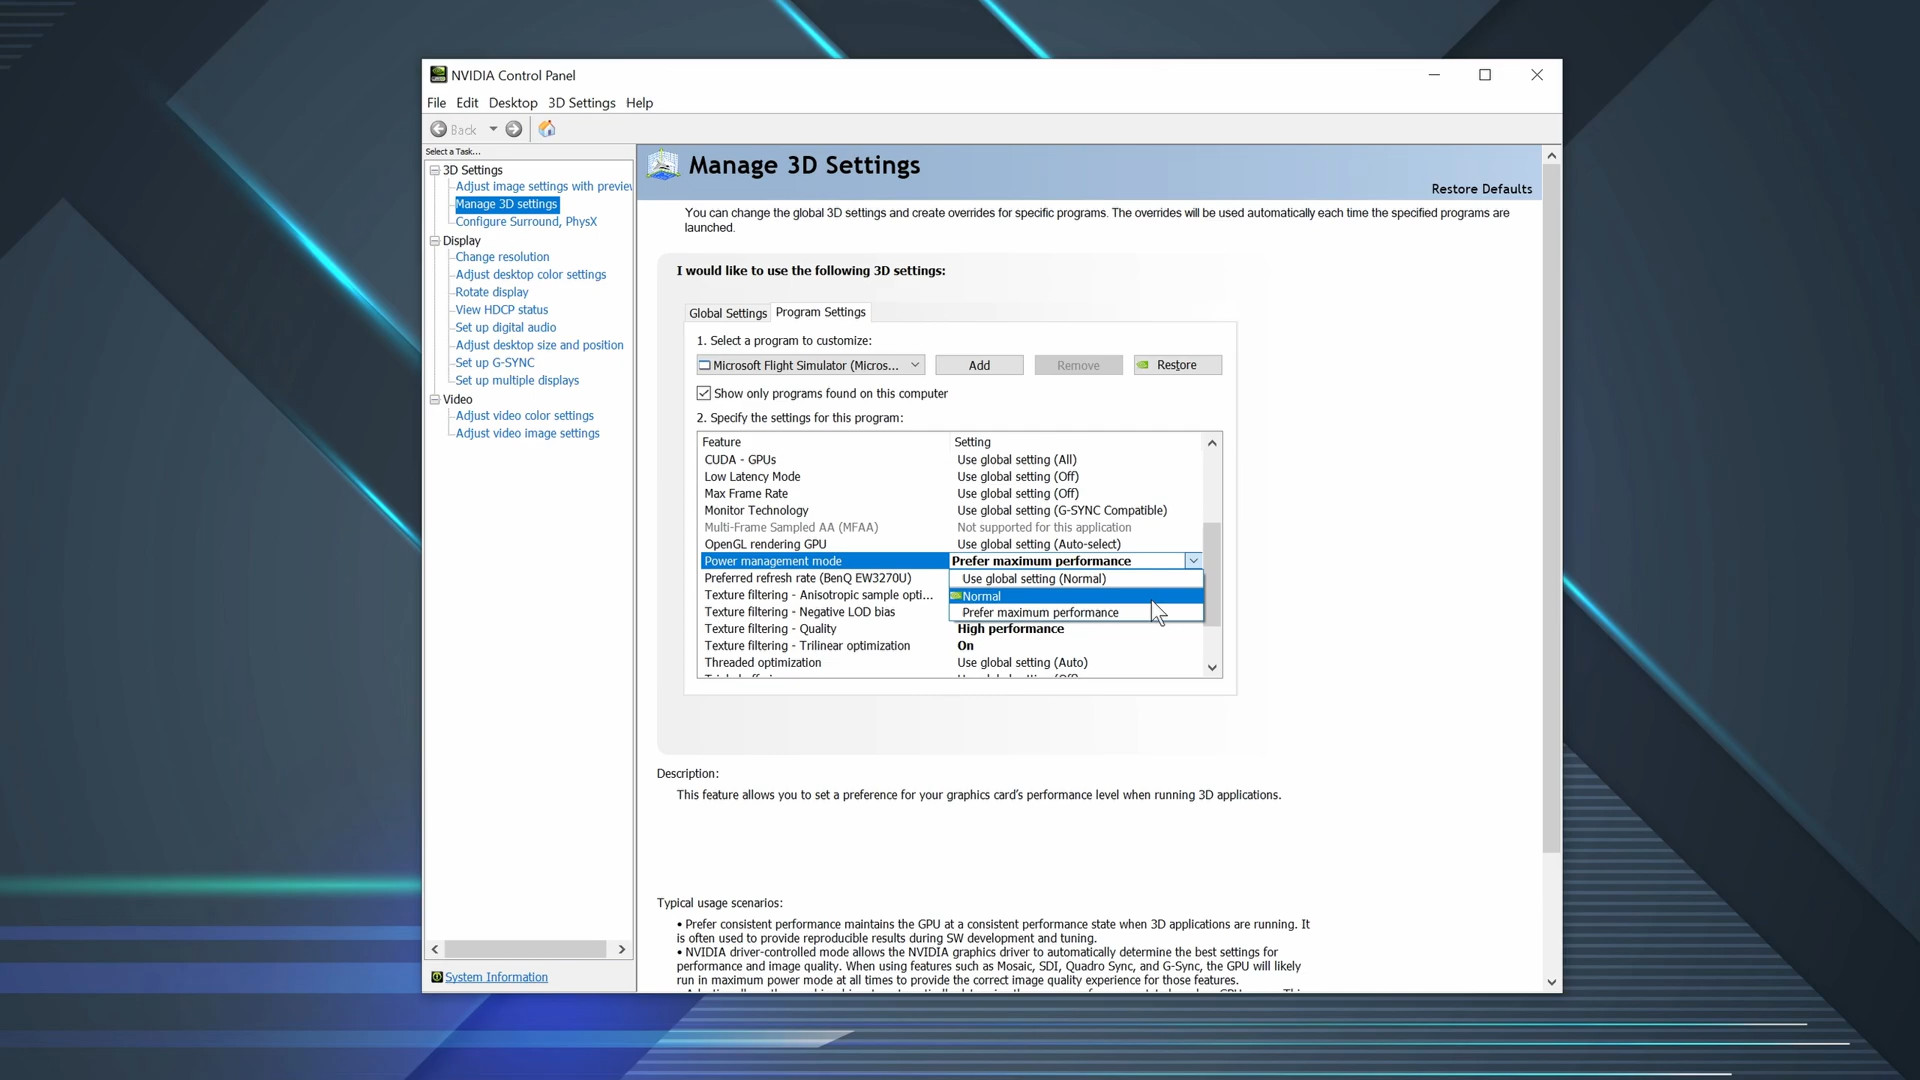 NVIDIA Control Panel
File Edit Desktop 3D Settings Help
Back
Select a Task...
3D Settings
Adjust image settings with preview
Manage 3D settings
Configure Surround, PhysX
Display
Change resolution
Adjust desktop color settings
Rotate display
View HDCP status
Set up digital audio
Adjust desktop size and position
Set up G-SYNC
Set up multiple displays
Video
Adjust video color settings
Adjust video image settings
System Information
Manage 3D Settings
Restore Defaults
You can change the global 3D settings and create overrides for specific programs. The overrides will be used automatically each time the specified programs are
launched.
I would like to use the following 3D settings:
Global Settings Program Settings
1. Select a program to customize:
Microsoft Flight Simulator (Micros... Add Remove Restore
Show only programs found on this computer
2. Specify the settings for this program:
Feature Setting
CUDA - GPUs Use global setting (All)
Low Latency Mode Use global setting (Off)
Max Frame Rate Use global setting (Off)
Monitor Technology Use global setting (G-SYNC Compatible)
Multi-Frame Sampled AA (MFAA) Not supported for this application
OpenGL rendering GPU Use global setting (Auto-select)
Power management mode Prefer maximum performance
Preferred refresh rate (BenQ EW3270U) Use global setting (Normal)
Texture filtering - Anisotropic sample opti... Normal
Texture filtering - Negative LOD bias Prefer maximum performance
Texture filtering - Quality High performance
Texture filtering - Trilinear optimization On
Threaded optimization Use global setting (Auto)
Description:
This feature allows you to set a preference for your graphics card's performance level when running 3D applications.
Typical usage scenarios:
• Prefer consistent performance maintains the GPU at a consistent performance state when 3D applications are running. It
is often used to provide reproducible results during SW development and tuning.
• NVIDIA driver-controlled mode allows the NVIDIA graphics driver to automatically determine the best settings for
performance and image quality. When using features such as Mosaic, SDI, Quadro Sync, and G-Sync, the GPU will likely
run in maximum power mode at all times to provide the correct image quality experience for those features.